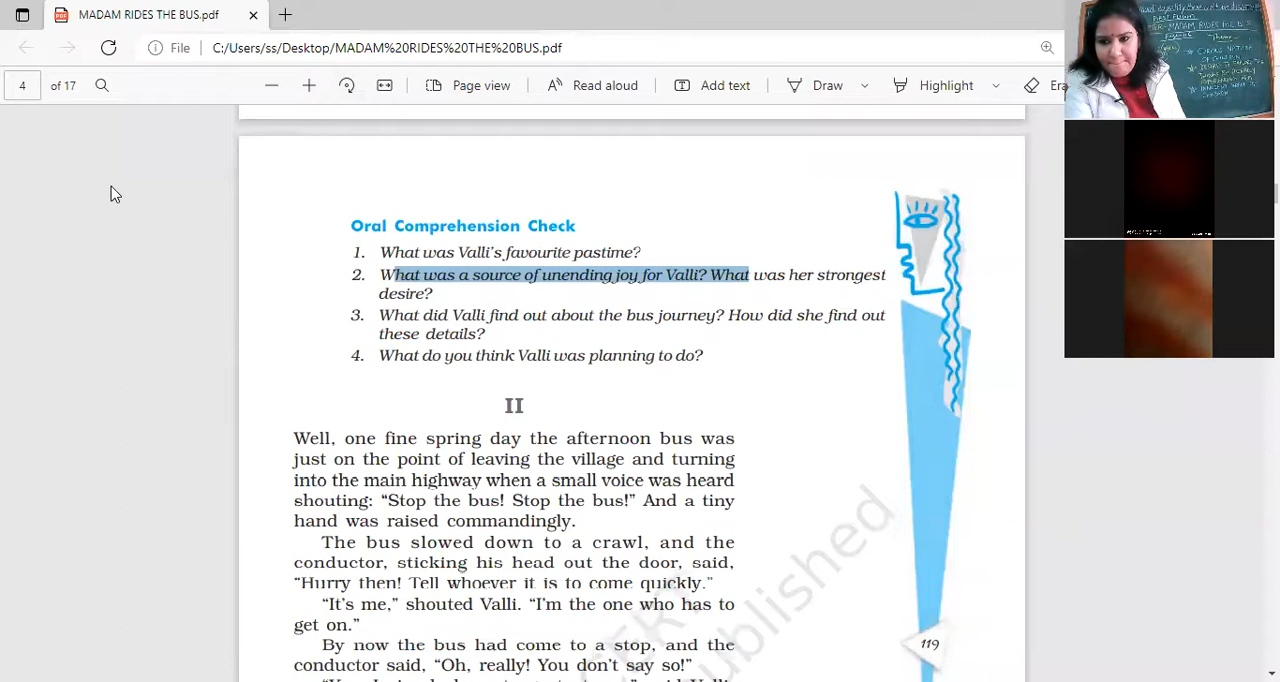 MADAM RIDES THE BUS.pdf
File C:/Users/ss/Desktop/MADAM%20RIDES%20THE%20BUS.pdf
4 of 17 Page view Read aloud Add text Draw Highlight Era
FIRST FLIGHT
MADAM RIDES THE BUS
Oral Comprehension Check
1. What was Valli's favourite pastime?
2. What was a source of unending joy for Valli? What was her strongest
desire?
3. What did Valli find out about the bus journey? How did she find out
these details?
4. What do you think Valli was planning to do?
II
Well, one fine spring day the afternoon bus was
just on the point of leaving the village and turning
into the main highway when a small voice was heard
shouting: “Stop the bus! Stop the bus!” And a tiny
hand was raised commandingly.
The bus slowed down to a crawl, and the
conductor, sticking his head out the door, said,
“Hurry then! Tell whoever it is to come quickly.”
“It's me,” shouted Valli. “I'm the one who has to
get on.”
By now the bus had come to a stop, and the
conductor said, “Oh, really! You don't say so!”
119
published